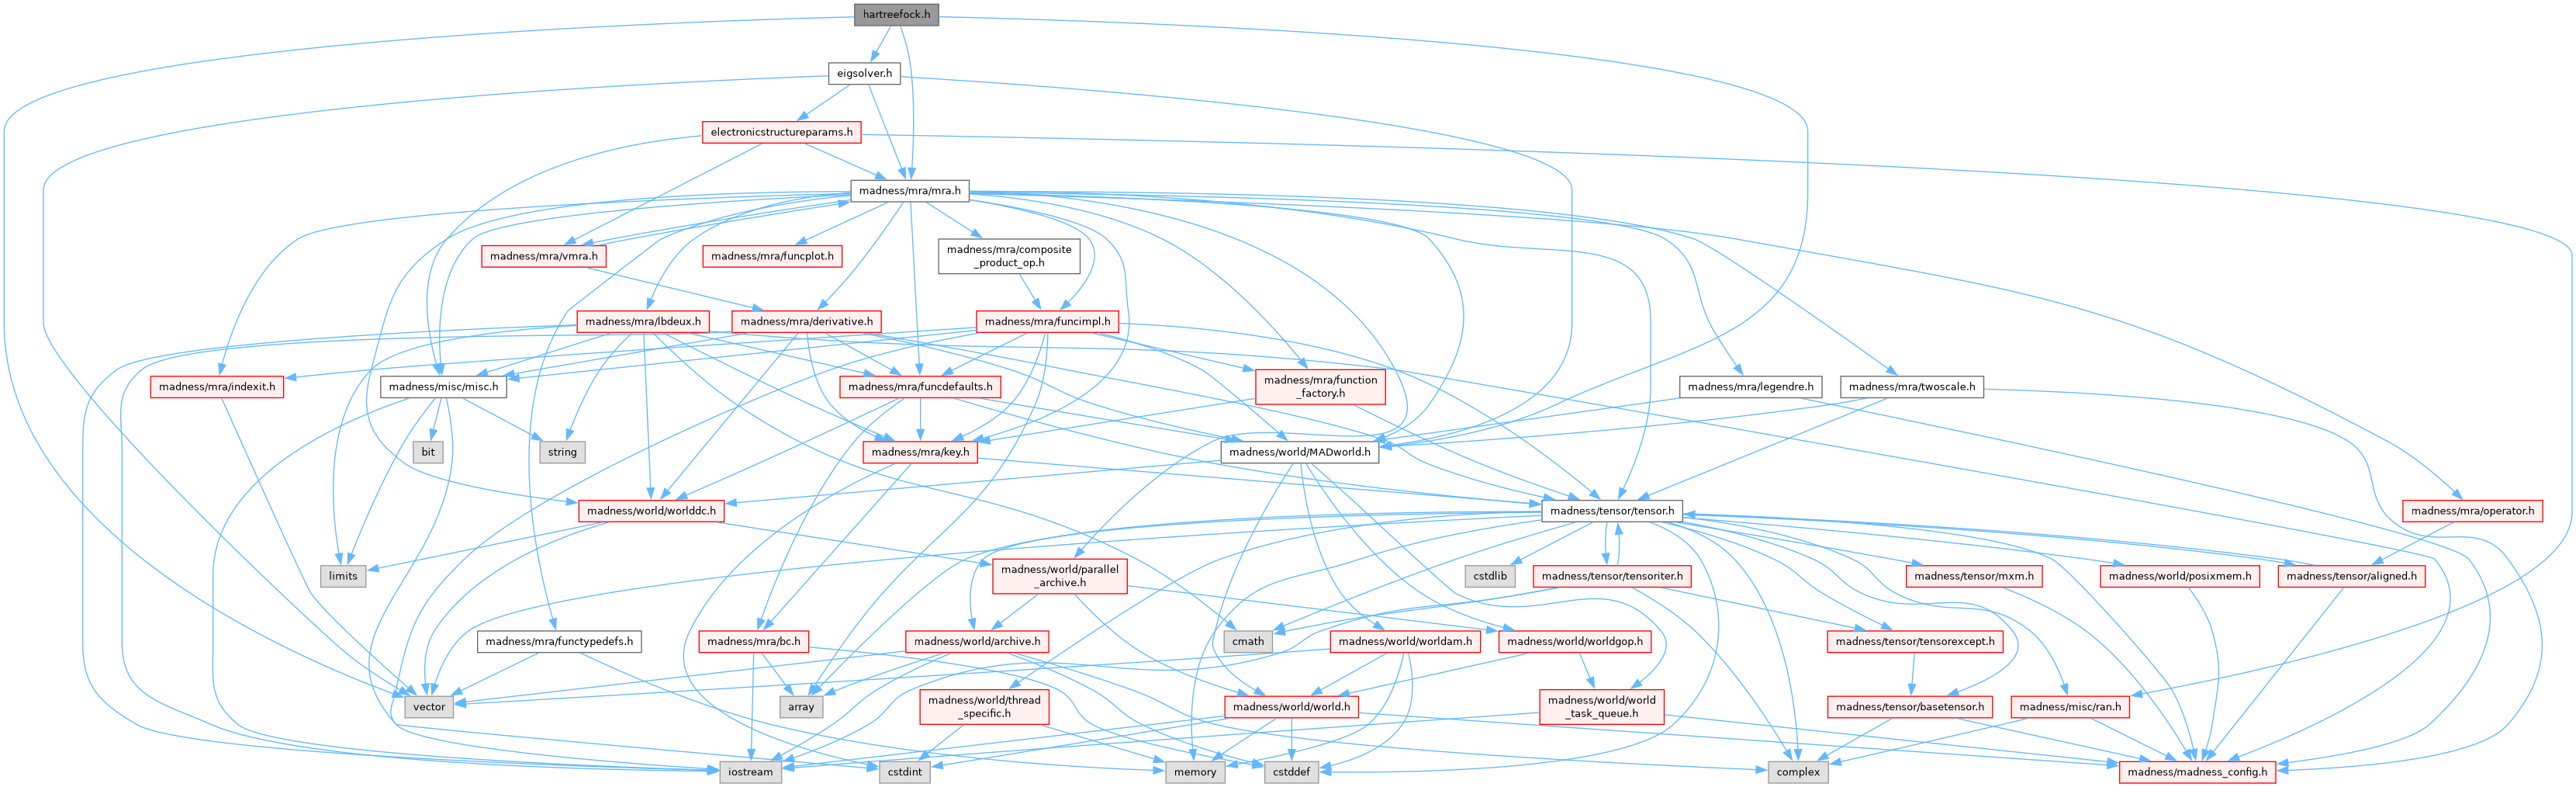 hartreefock.h
eigsolver.h
electronicstructureparams.h
madness/mra/mra.h
madness/mra/vmra.h
madness/mra/funcplot.h
madness/mra/composite
_product_op.h
madness/mra/lbdeux.h
madness/mra/derivative.h
madness/mra/funcimpl.h
madness/mra/indexit.h
madness/misc/misc.h
madness/mra/funcdefaults.h
madness/mra/function
_factory.h
madness/mra/legendre.h
madness/mra/twoscale.h
bit
string
madness/mra/key.h
madness/world/MADworld.h
madness/world/worlddc.h
madness/tensor/tensor.h
madness/mra/operator.h
limits
madness/world/parallel
_archive.h
cstdlib
madness/tensor/tensoriter.h
madness/tensor/mxm.h
madness/world/posixmem.h
madness/tensor/aligned.h
madness/mra/functypedefs.h
madness/mra/bc.h
madness/world/archive.h
cmath
madness/world/worldam.h
madness/world/worldgop.h
madness/tensor/tensorexcept.h
vector
array
madness/world/thread
_specific.h
madness/world/world.h
madness/world/world
_task_queue.h
madness/tensor/basetensor.h
madness/misc/ran.h
iostream
cstdint
memory
cstddef
complex
madness/madness_config.h